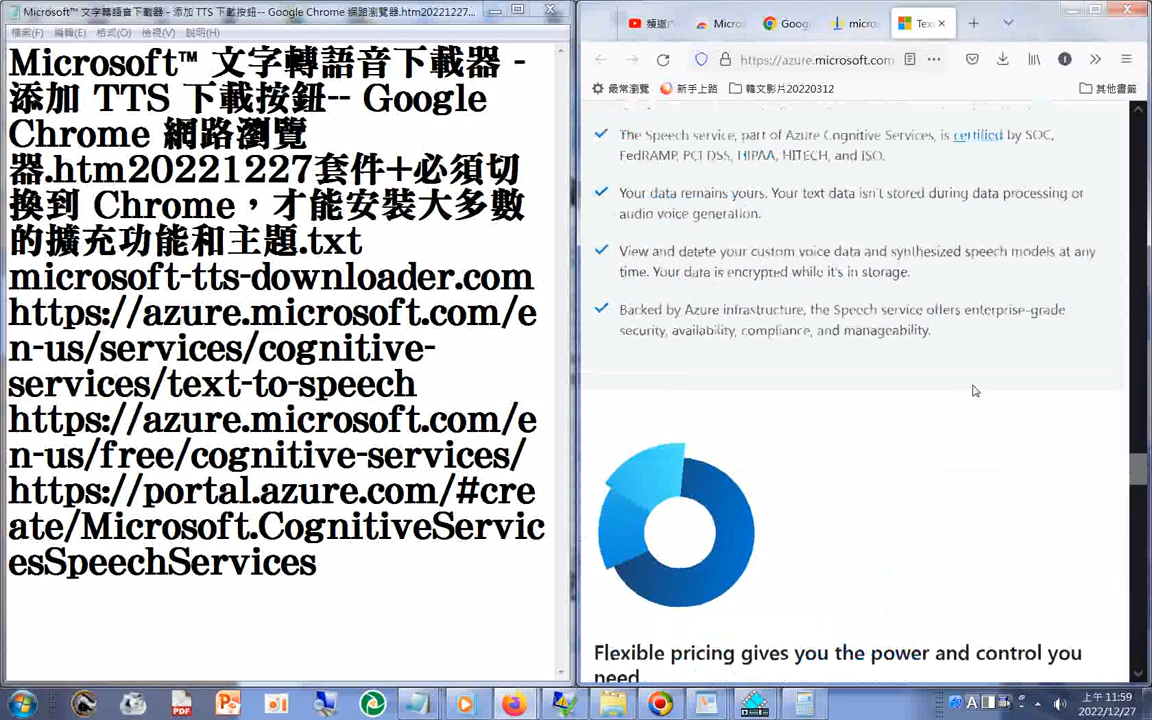 Microsoft™ 文字轉語音下載器 - 添加 TTS 下載按鈕-- Google Chrome 網路瀏覽器.htm20221227...
檔案(F) 編輯(E) 格式(O) 檢視(V) 說明(H)
Microsoft™ 文字轉語音下載器 -
添加 TTS 下載按鈕-- Google
Chrome 網路瀏覽
器.htm20221227套件+必須切
換到 Chrome，才能安裝大多數
的擴充功能和主題.txt
microsoft-tts-downloader.com
https://azure.microsoft.com/e
n-us/services/cognitive-
services/text-to-speech
https://azure.microsoft.com/e
n-us/free/cognitive-services/
https://portal.azure.com/#cre
ate/Microsoft.CognitiveServic
esSpeechServices
頻道 Micros Goog micro Tex
https://azure.microsoft.com
最常瀏覽 新手上路 韓文影片20220312 其他書籤
The Speech service, part of Azure Cognitive Services, is certified by SOC,
FedRAMP, PCI DSS, HIPAA, HITECH, and ISO.
Your data remains yours. Your text data isn't stored during data processing or
audio voice generation.
View and delete your custom voice data and synthesized speech models at any
time. Your data is encrypted while it's in storage.
Backed by Azure infrastructure, the Speech service offers enterprise-grade
security, availability, compliance, and manageability.
Flexible pricing gives you the power and control you
need
上午 11:59
2022/12/27